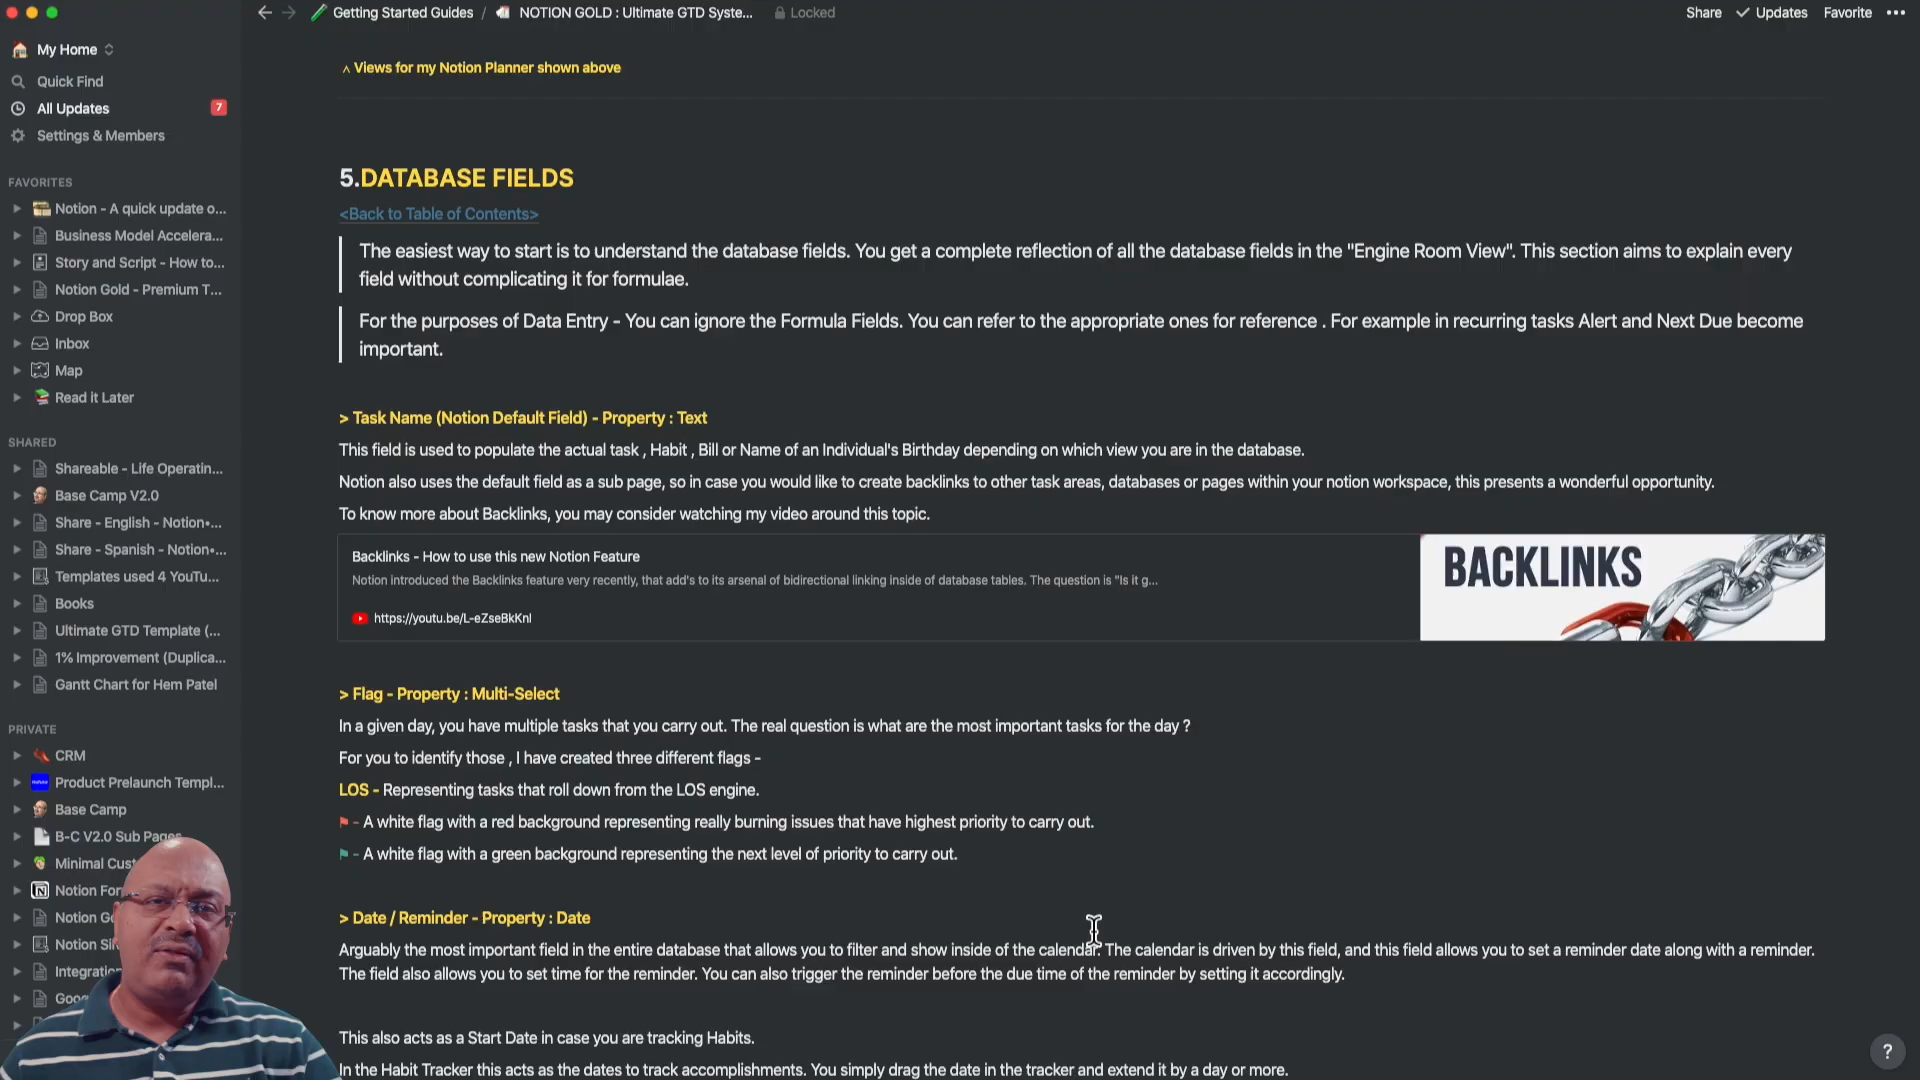 Getting Started Guides / NOTION GOLD : Ultimate GTD Syste... Locked
Share Updates Favorite
My Home
Quick Find
All Updates 7
Settings & Members
FAVORITES
Notion - A quick update o...
Business Model Accelera...
Story and Script - How to...
Notion Gold - Premium T...
Drop Box
Inbox
Map
Read it Later
SHARED
Shareable - Life Operatin...
Base Camp V2.0
Share - English - Notion•...
Share - Spanish - Notion•...
Templates used 4 YouTu...
Books
Ultimate GTD Template (...
1% Improvement (Duplica...
Gantt Chart for Hem Patel
PRIVATE
CRM
Product Prelaunch Templ...
Base Camp
B-C V2.0 Sub Pages
Minimal Cust
Notion For
Notion Go
Notion
Integration
^ Views for my Notion Planner shown above
5.DATABASE FIELDS
<Back to Table of Contents>
The easiest way to start is to understand the database fields. You get a complete reflection of all the database fields in the "Engine Room View". This section aims to explain every
field without complicating it for formulae.
For the purposes of Data Entry - You can ignore the Formula Fields. You can refer to the appropriate ones for reference . For example in recurring tasks Alert and Next Due become
important.
> Task Name (Notion Default Field) - Property : Text
This field is used to populate the actual task , Habit , Bill or Name of an Individual's Birthday depending on which view you are in the database.
Notion also uses the default field as a sub page, so in case you would like to create backlinks to other task areas, databases or pages within your notion workspace, this presents a wonderful opportunity.
To know more about Backlinks, you may consider watching my video around this topic.
Backlinks - How to use this new Notion Feature
Notion introduced the Backlinks feature very recently, that add's to its arsenal of bidirectional linking inside of database tables. The question is "Is it g...
https://youtu.be/L-eZseBkKnI
BACKLINKS
> Flag - Property : Multi-Select
In a given day, you have multiple tasks that you carry out. The real question is what are the most important tasks for the day ?
For you to identify those , I have created three different flags -
LOS - Representing tasks that roll down from the LOS engine.
- A white flag with a red background representing really burning issues that have highest priority to carry out.
- A white flag with a green background representing the next level of priority to carry out.
> Date / Reminder - Property : Date
Arguably the most important field in the entire database that allows you to filter and show inside of the calendar. The calendar is driven by this field, and this field allows you to set a reminder date along with a reminder.
The field also allows you to set time for the reminder. You can also trigger the reminder before the due time of the reminder by setting it accordingly.
This also acts as a Start Date in case you are tracking Habits.
In the Habit Tracker this acts as the dates to track accomplishments. You simply drag the date in the tracker and extend it by a day or more.
?